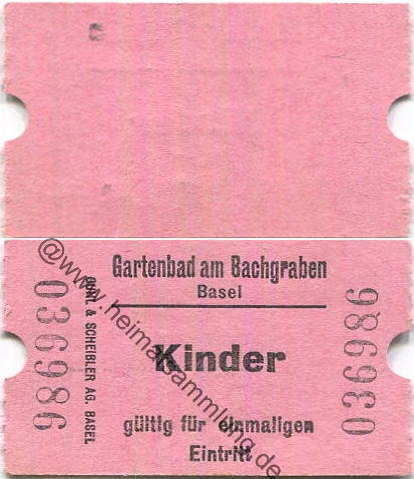 Gartenbad am Bachgraben
Basel
Kinder
gültig für einmaligen
Eintritt
036986
036986
& SCHEIBLER AG. BASEL
@www.heimatsammlung.de